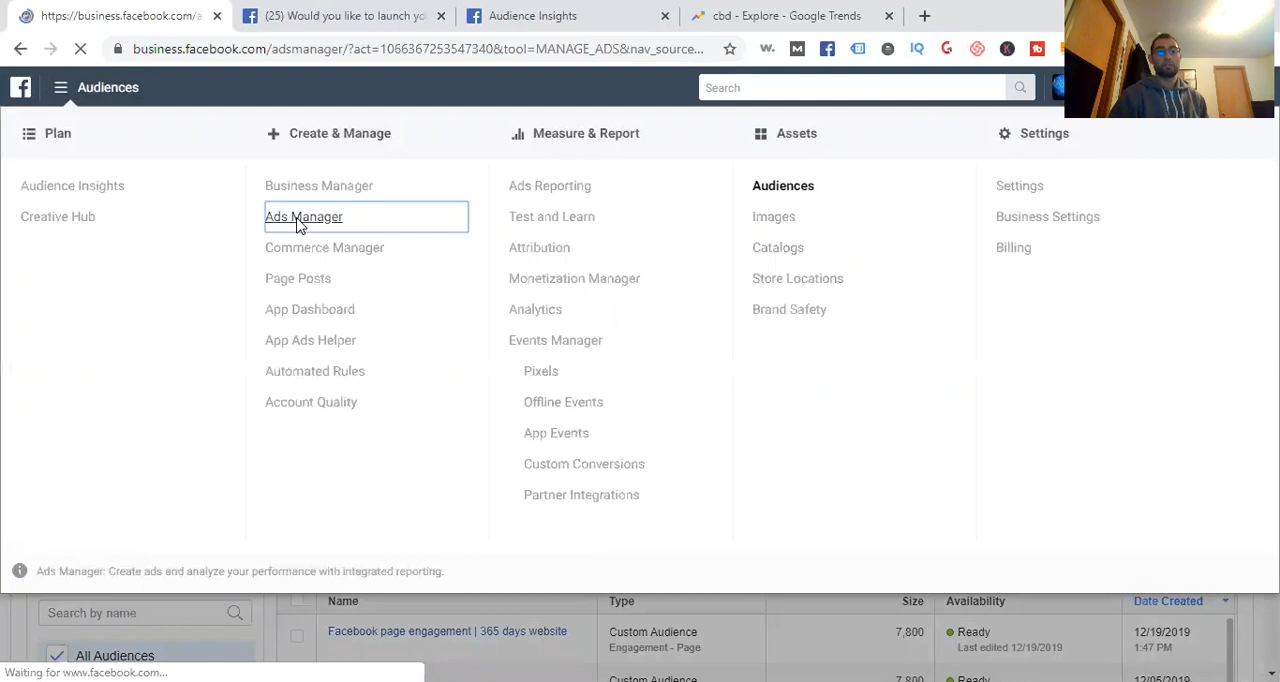 https://business.facebook.com/a
(25) Would you like to launch yo
Audience Insights
cbd - Explore - Google Trends
https://business.facebook.com/adsmanager/?act=1066367253547340&tool=MANAGE_ADS&nav_source...
Audiences
Search
Plan
Create & Manage
Measure & Report
Assets
Settings
Audience Insights
Business Manager
Ads Reporting
Audiences
Settings
Creative Hub
Ads Manager
Test and Learn
Images
Business Settings
Commerce Manager
Attribution
Catalogs
Billing
Page Posts
Monetization Manager
Store Locations
App Dashboard
Analytics
Brand Safety
App Ads Helper
Events Manager
Automated Rules
Pixels
Account Quality
Offline Events
App Events
Custom Conversions
Partner Integrations
Ads Manager: Create ads and analyze your performance with integrated reporting.
Search by name
Name
Type
Size
Availability
Date Created
Facebook page engagement | 365 days website
Custom Audience
7,800
Ready
12/19/2019
Engagement - Page
Last edited 12/19/2019
1:47 PM
All Audiences
Custom Audience
7,800
Ready
12/05/2019
Waiting for www.facebook.com...